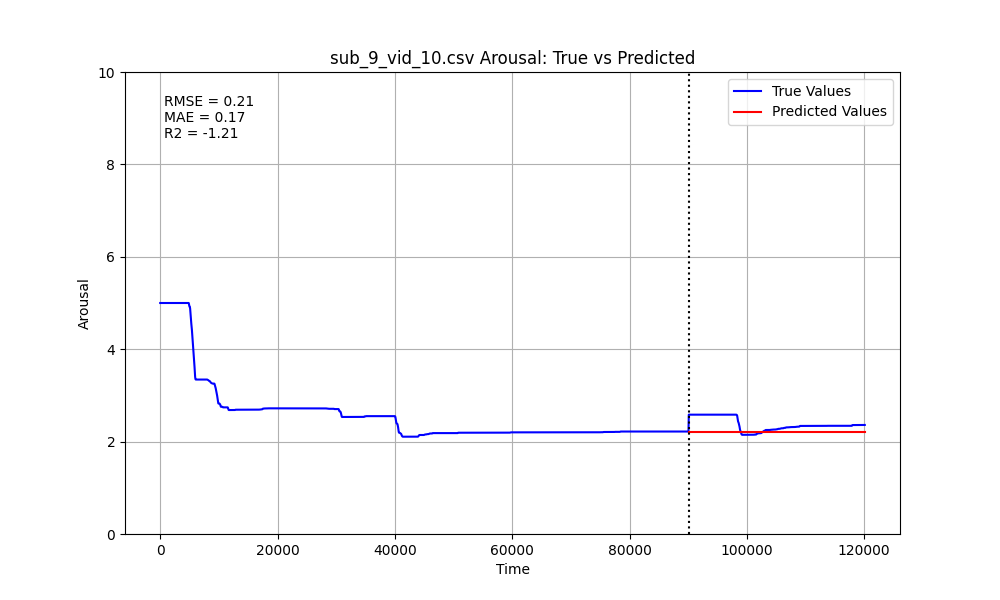 sub_9_vid_10.csv Arousal: True vs Predicted
10
RMSE = 0.21
MAE = 0.17
R2 = -1.21
True Values
Predicted Values
8
6
Arousal
4
2
0
0
20000
40000
60000
80000
100000
120000
Time